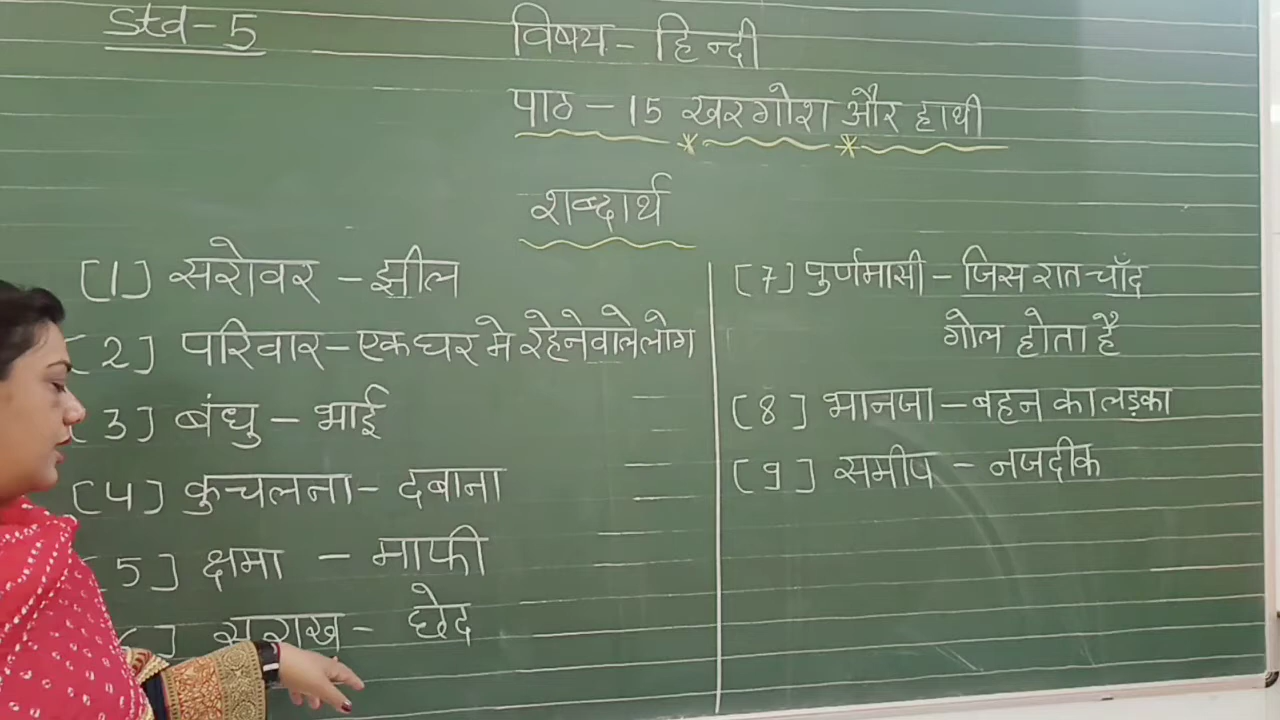 Std-5
विषय - हिन्दी
पाठ - 15 खरगोश और हाथी
शब्दार्थ
[1] सरोवर - झील
[2] परिवार - एक घर मे रेहेने वाले लोग
[3] बंधु - भाई
[4] कुचलना - दबाना
[5] क्षमा - माफी
सुराख - छेद
[7] पुर्णमासी - जिस रात चाँद
गोल होता है
[8] भानजा - बहन का लड़का
[9] समीप - नजदीक